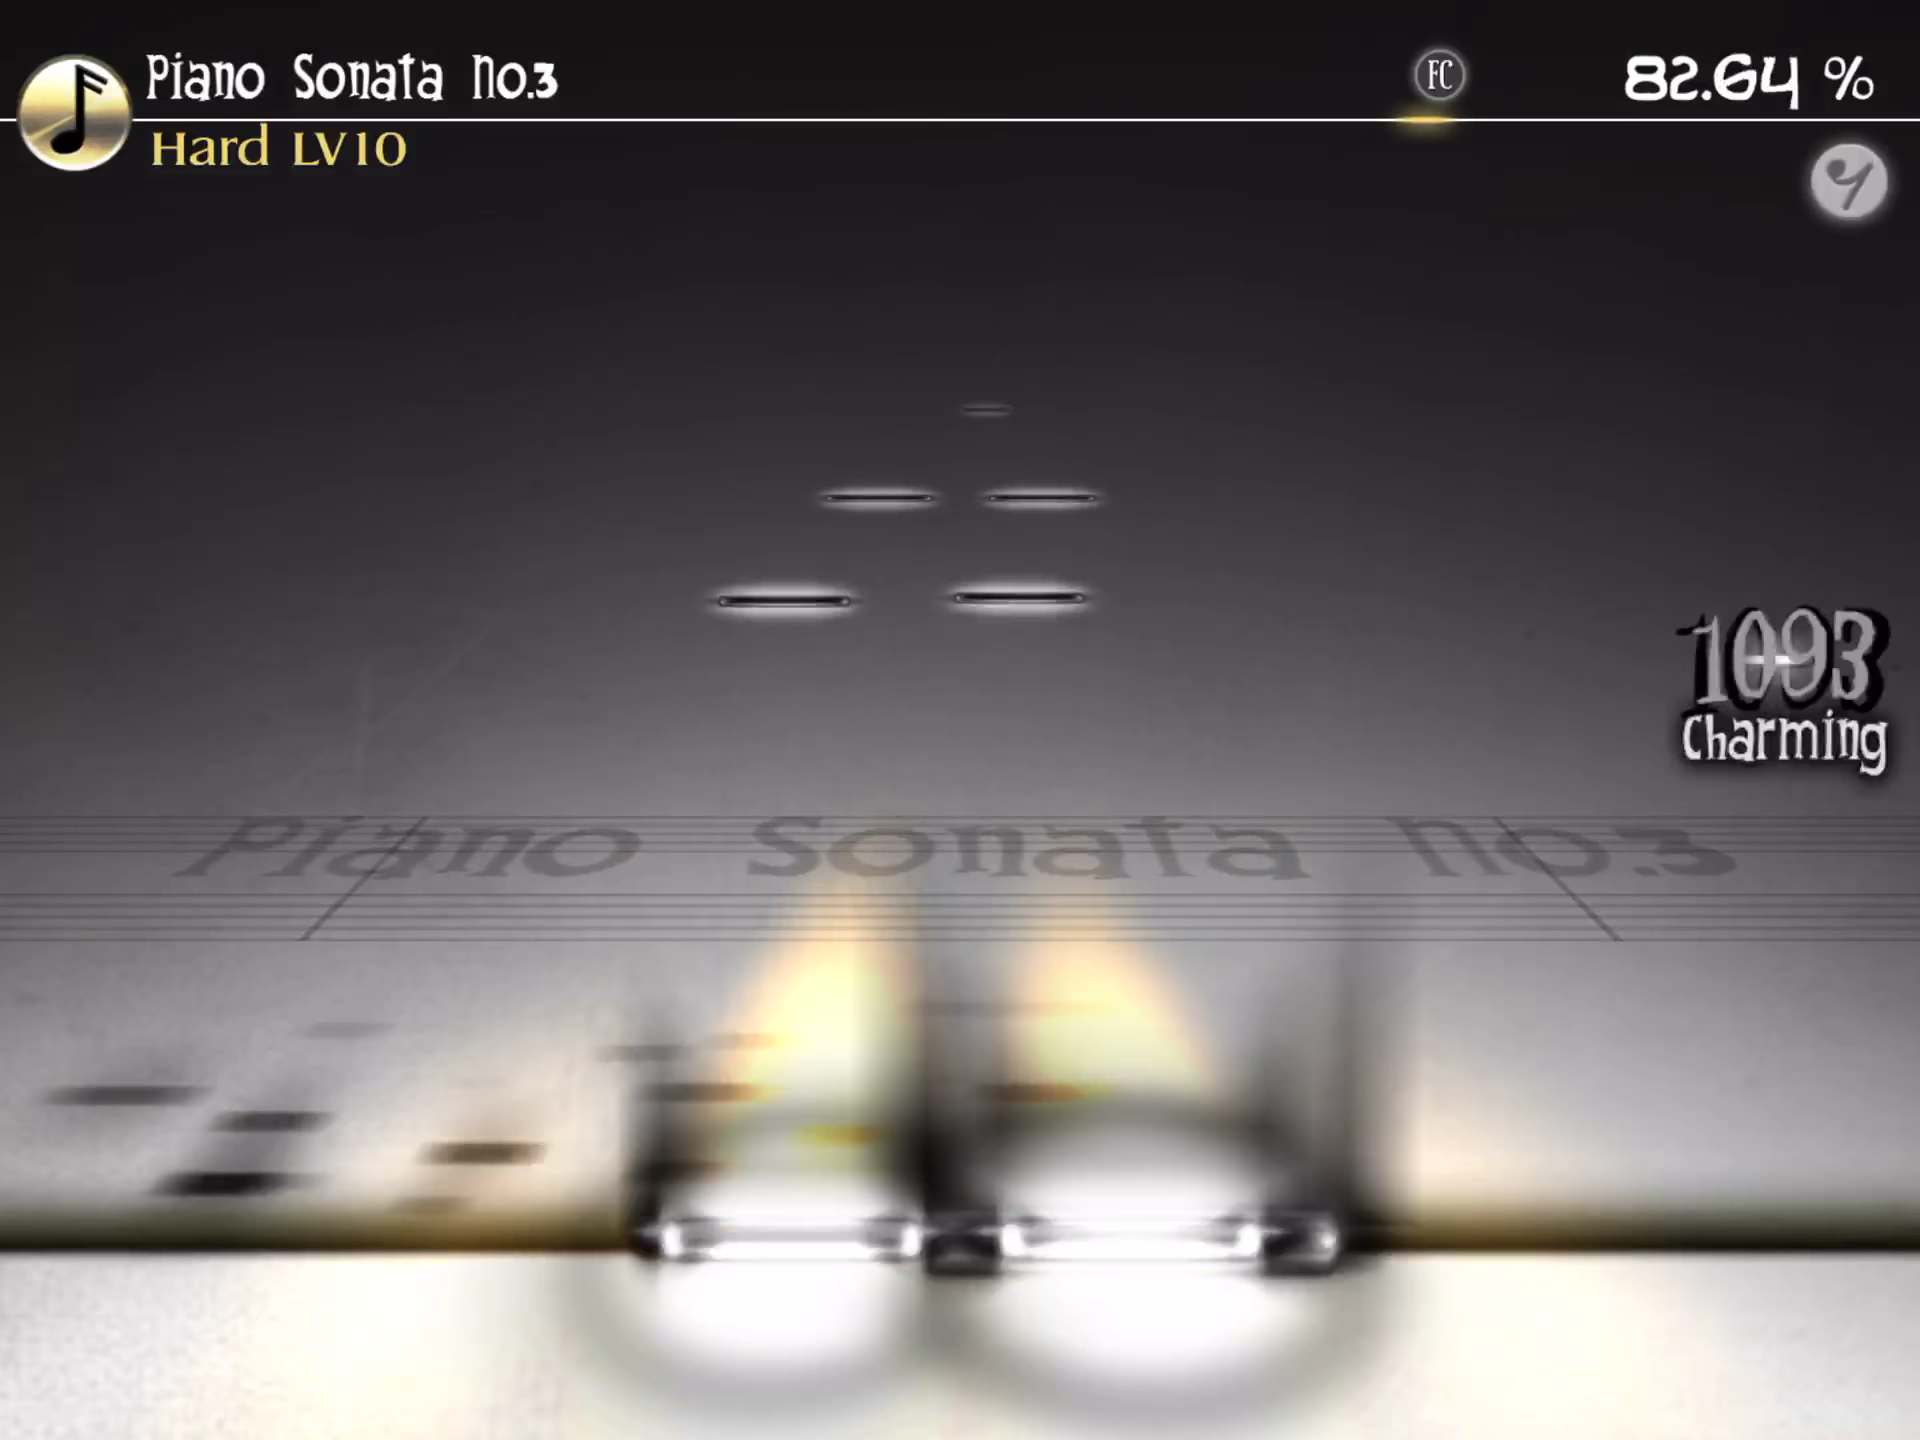 Piano Sonata No.3
FC
82.64 %
Hard LV10
1093
Charming
Piano Sonata No.3